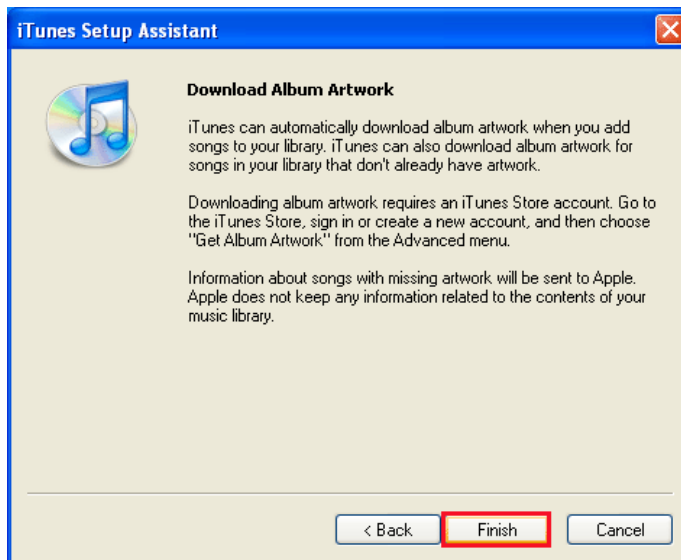 iTunes Setup Assistant
Download Album Artwork
iTunes can automatically download album artwork when you add
songs to your library. iTunes can also download album artwork for
songs in your library that don't already have artwork.
Downloading album artwork requires an iTunes Store account. Go to
the iTunes Store, sign in or create a new account, and then choose
"Get Album Artwork" from the Advanced menu.
Information about songs with missing artwork will be sent to Apple.
Apple does not keep any information related to the contents of your
music library.
< Back Finish Cancel